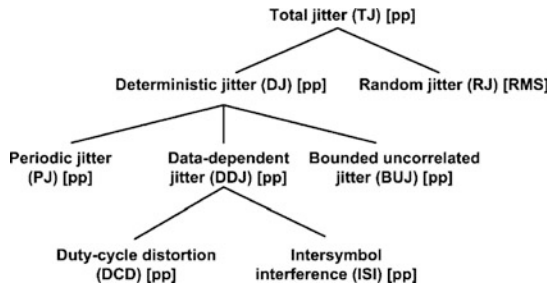 Total jitter (TJ) [pp]
Deterministic jitter (DJ) [pp]
Random jitter (RJ) [RMS]
Periodic jitter
(PJ) [pp]
Data-dependent
jitter (DDJ) [pp]
Bounded uncorrelated
jitter (BUJ) [pp]
Duty-cycle distortion
(DCD) [pp]
Intersymbol
interference (ISI) [pp]